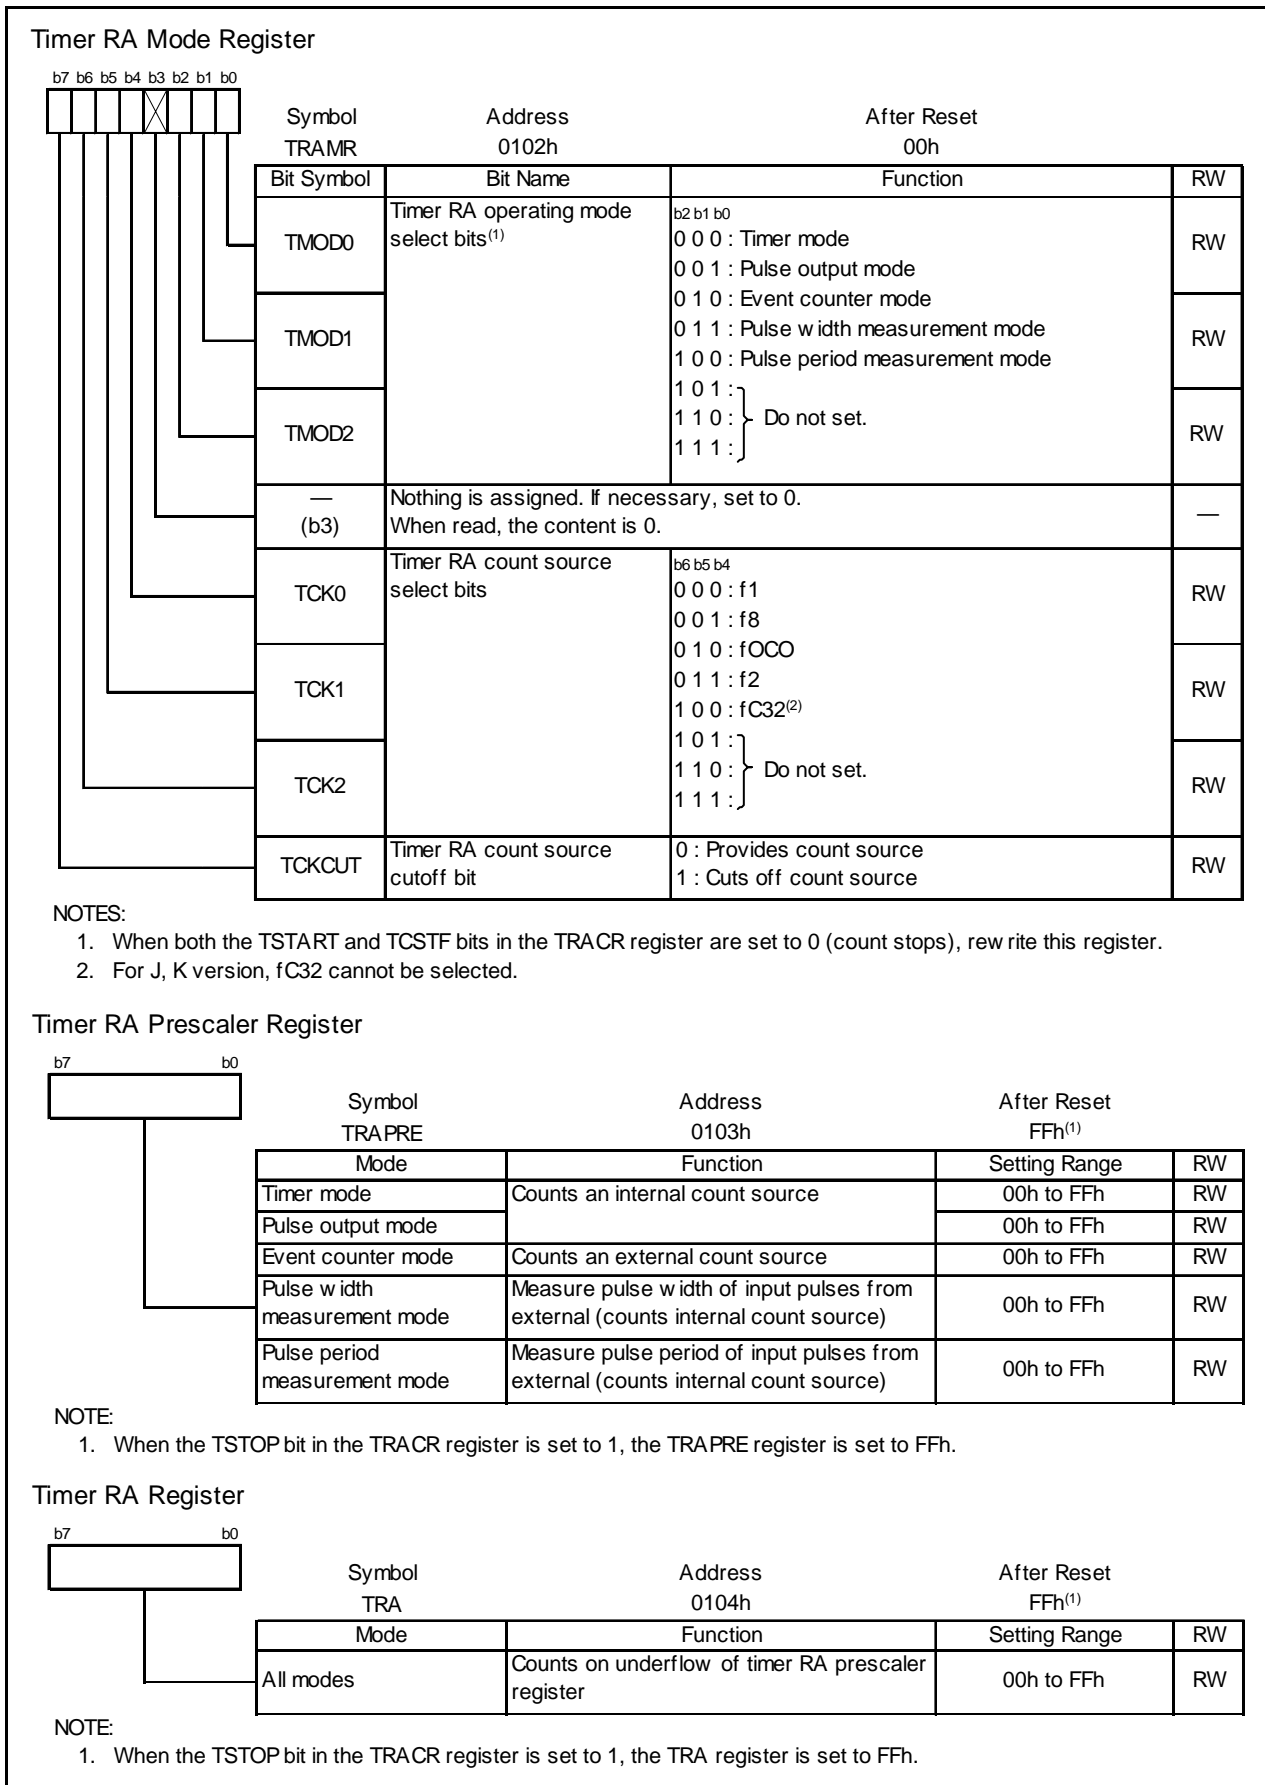 Timer RA Mode Register
b7 b6 b5 b4 b3 b2 b1 b0
Symbol Address After Reset
TRAMR 0102h 00h
Bit Symbol Bit Name Function RW
TMOD0 Timer RA operating mode select bits(1) b2 b1 b0 RW
0 0 0 : Timer mode
0 0 1 : Pulse output mode
0 1 0 : Event counter mode
TMOD1 0 1 1 : Pulse width measurement mode RW
1 0 0 : Pulse period measurement mode
1 0 1 :
TMOD2 1 1 0 : Do not set. RW
1 1 1 :
— Nothing is assigned. If necessary, set to 0. —
(b3) When read, the content is 0.
TCK0 Timer RA count source select bits b6 b5 b4 RW
0 0 0 : f1
0 0 1 : f8
0 1 0 : fOCO
TCK1 0 1 1 : f2 RW
1 0 0 : fC32(2)
1 0 1 :
TCK2 1 1 0 : Do not set. RW
1 1 1 :
TCKCUT Timer RA count source cutoff bit 0 : Provides count source RW
1 : Cuts off count source
NOTES:
1. When both the TSTART and TCSTF bits in the TRACR register are set to 0 (count stops), rewrite this register.
2. For J, K version, fC32 cannot be selected.
Timer RA Prescaler Register
b7 b0
Symbol Address After Reset
TRAPRE 0103h FFh(1)
Mode Function Setting Range RW
Timer mode Counts an internal count source 00h to FFh RW
Pulse output mode 00h to FFh RW
Event counter mode Counts an external count source 00h to FFh RW
Pulse width Measure pulse width of input pulses from 00h to FFh RW
measurement mode external (counts internal count source)
Pulse period Measure pulse period of input pulses from 00h to FFh RW
measurement mode external (counts internal count source)
NOTE:
1. When the TSTOP bit in the TRACR register is set to 1, the TRAPRE register is set to FFh.
Timer RA Register
b7 b0
Symbol Address After Reset
TRA 0104h FFh(1)
Mode Function Setting Range RW
All modes Counts on underflow of timer RA prescaler register 00h to FFh RW
NOTE:
1. When the TSTOP bit in the TRACR register is set to 1, the TRA register is set to FFh.